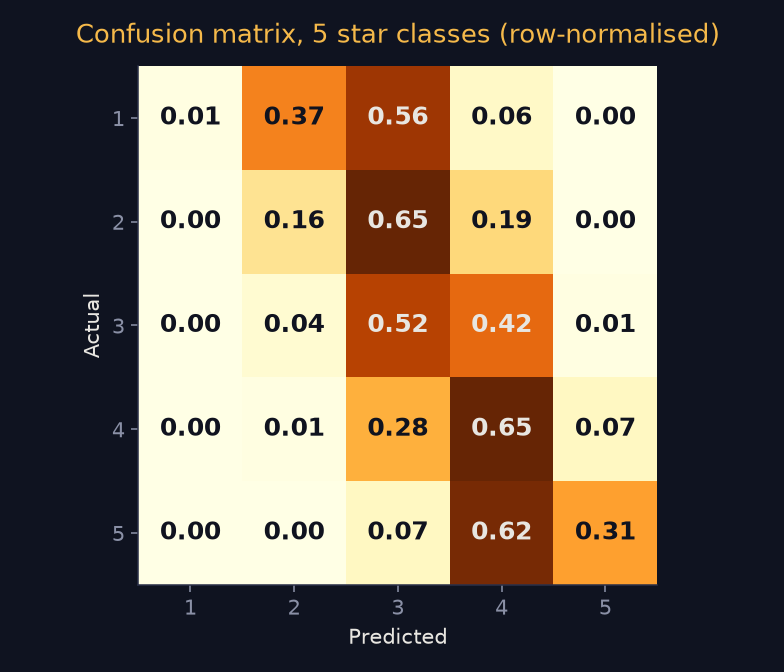 Confusion matrix, 5 star classes (row-normalised)
1 0.01 0.37 0.56 0.06 0.00
2 0.00 0.16 0.65 0.19 0.00
Actual
3 0.00 0.04 0.52 0.42 0.01
4 0.00 0.01 0.28 0.65 0.07
5 0.00 0.00 0.07 0.62 0.31
1 2 3 4 5
Predicted